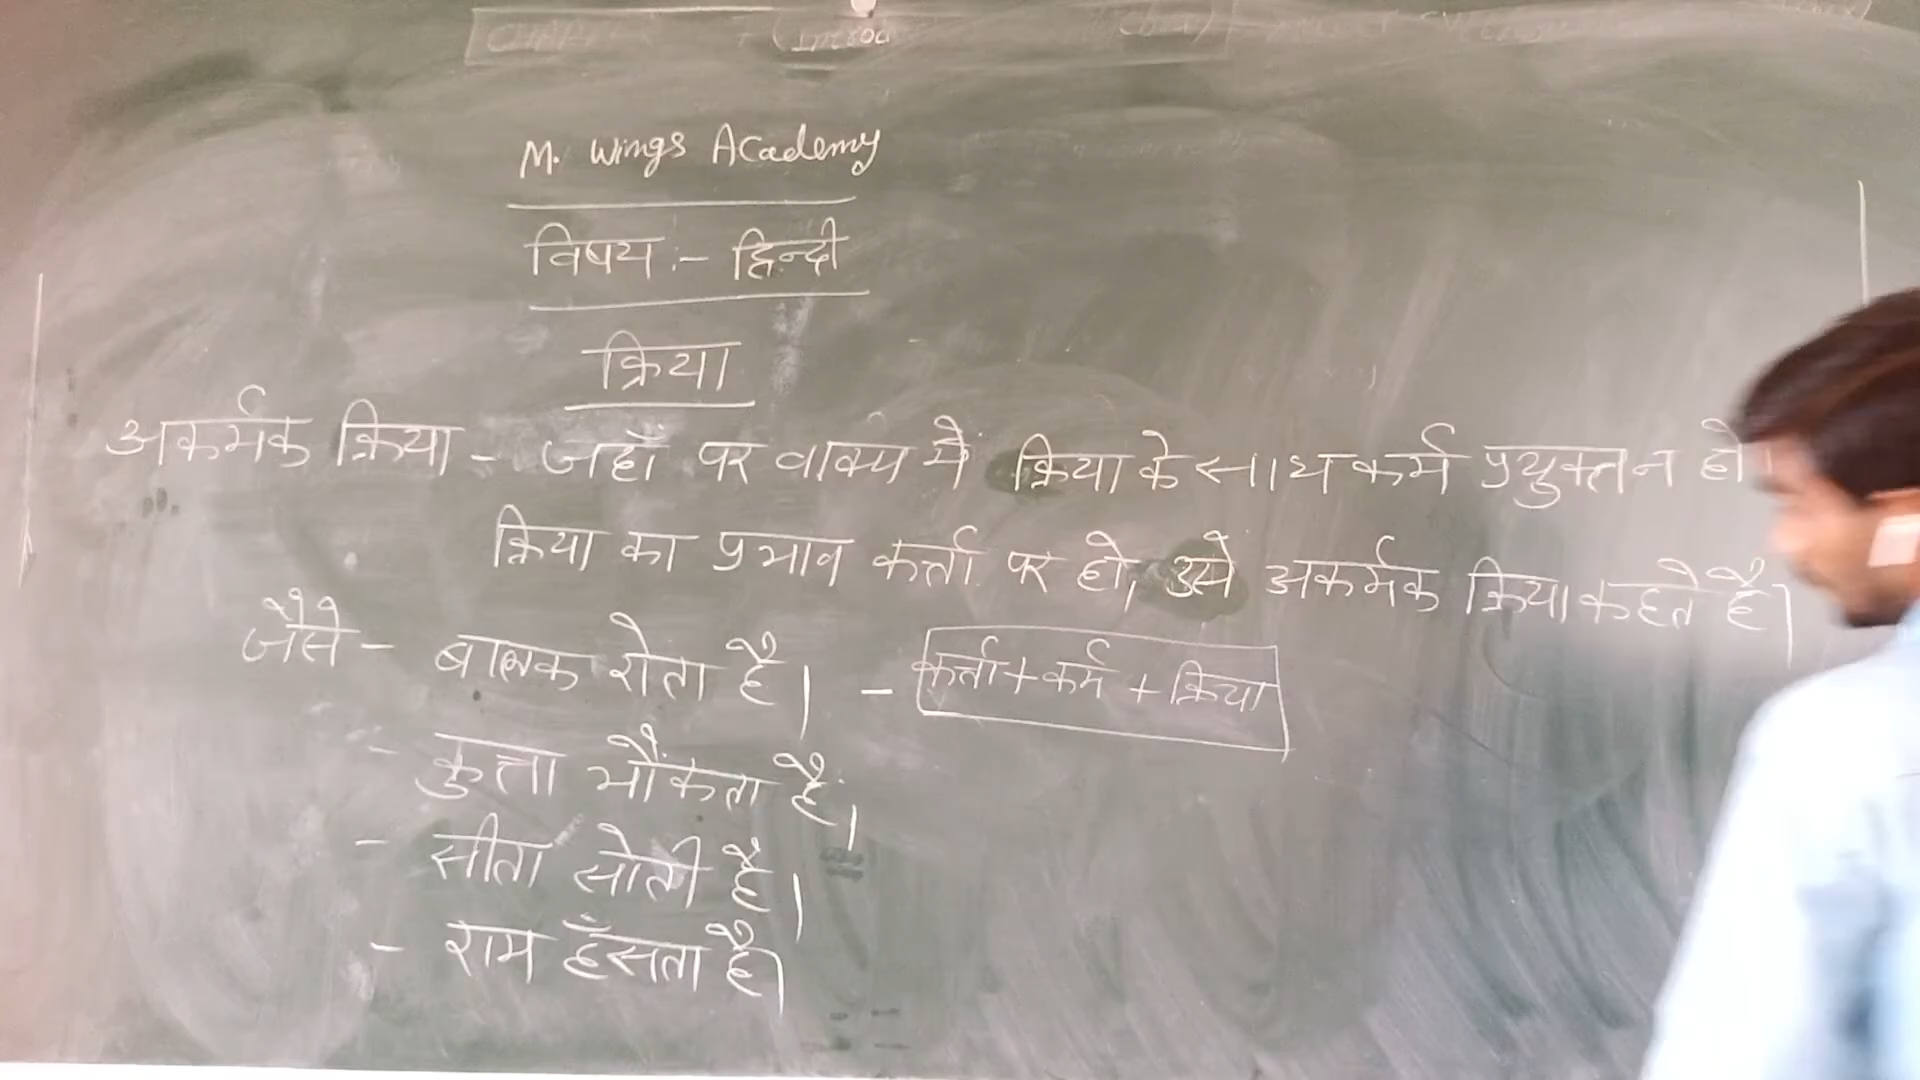 M. Wings Academy
विषय :- हिन्दी
क्रिया
अकर्मक क्रिया - जहाँ पर वाक्य में क्रिया के साथ कर्म प्रयुक्त न हो
क्रिया का प्रभाव कर्त्ता पर हो, उसे अकर्मक क्रिया कहते है।
जैसे - बालक रोता है। - कर्त्ता + कर्म + क्रिया
- कुत्ता भौंकता है।
- सीता सोती है।
- राम हँसता है।